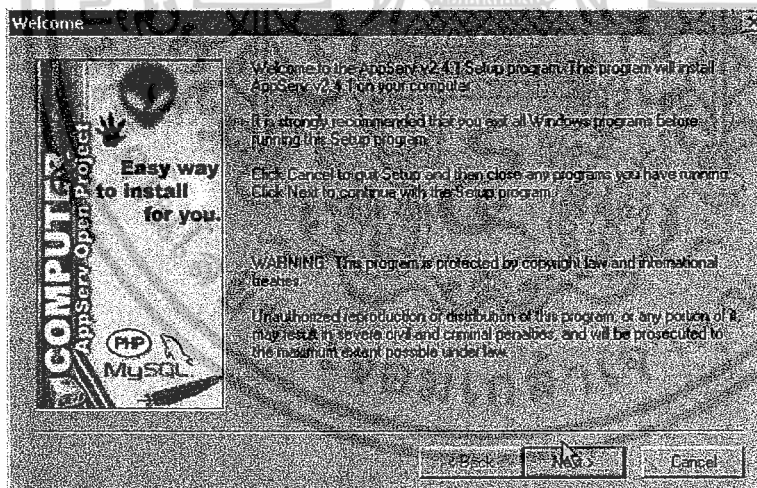 Welcome
Welcome to the AppServ v2.4.1 Setup program. This program will install
AppServ v2.4.1 on your computer.
It is strongly recommended that you exit all Windows programs before
running this Setup program.
Click Cancel to quit Setup and then close any programs you have running.
Click Next to continue with the Setup program.
WARNING: This program is protected by copyright law and international
treaties.
Unauthorized reproduction or distribution of this program, or any portion of it,
may result in severe civil and criminal penalties, and will be prosecuted to
the maximum extent possible under law.
COMPUTEX
AppServ Open Project
Easy way
to install
for you.
PHP
MySQL
< Back
Next >
Cancel